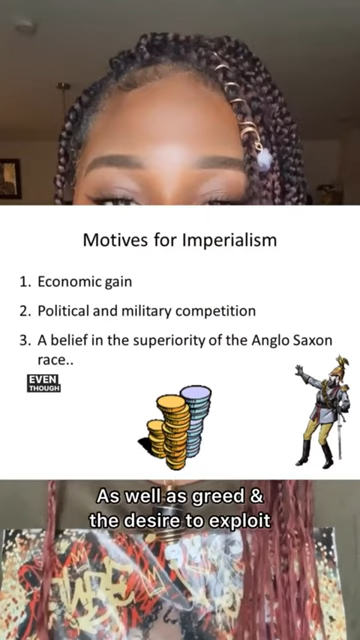 Motives for Imperialism
1. Economic gain
2. Political and military competition
3. A belief in the superiority of the Anglo Saxon
race..
EVEN
THOUGH
As well as greed &
the desire to exploit